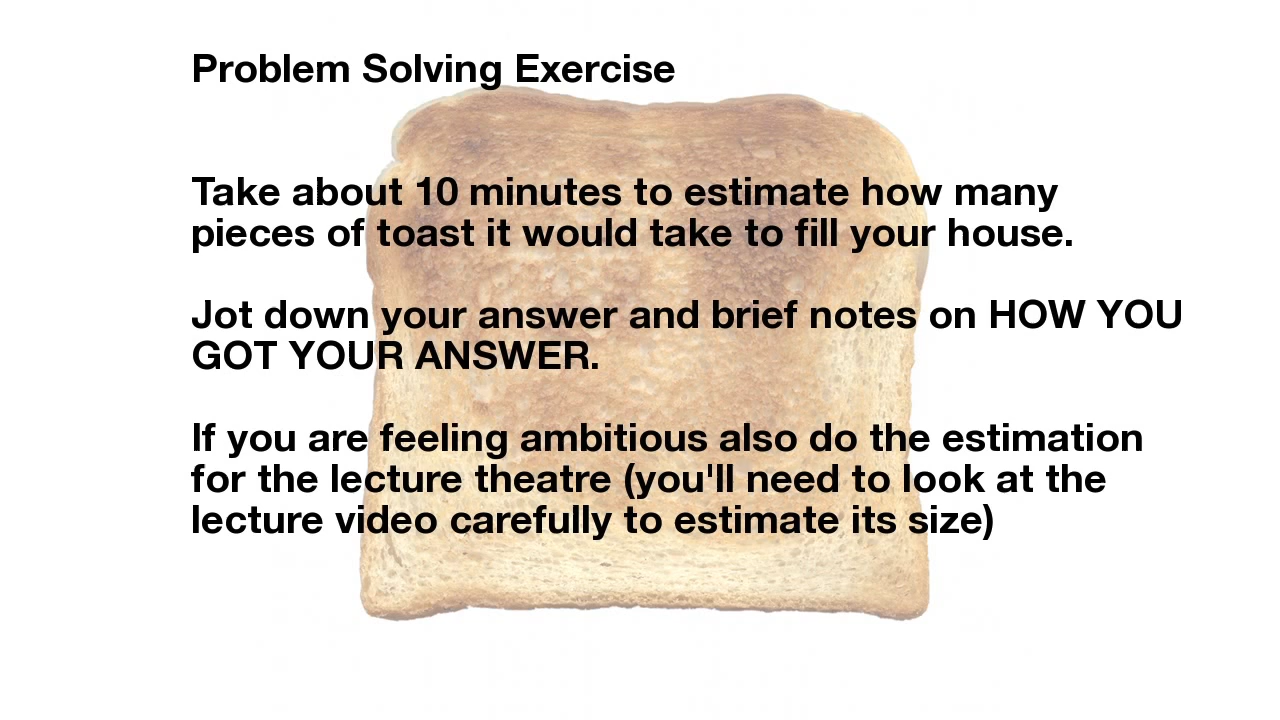 Problem Solving Exercise
Take about 10 minutes to estimate how many
pieces of toast it would take to fill your house.
Jot down your answer and brief notes on HOW YOU
GOT YOUR ANSWER.
If you are feeling ambitious also do the estimation
for the lecture theatre (you'll need to look at the
lecture video carefully to estimate its size)